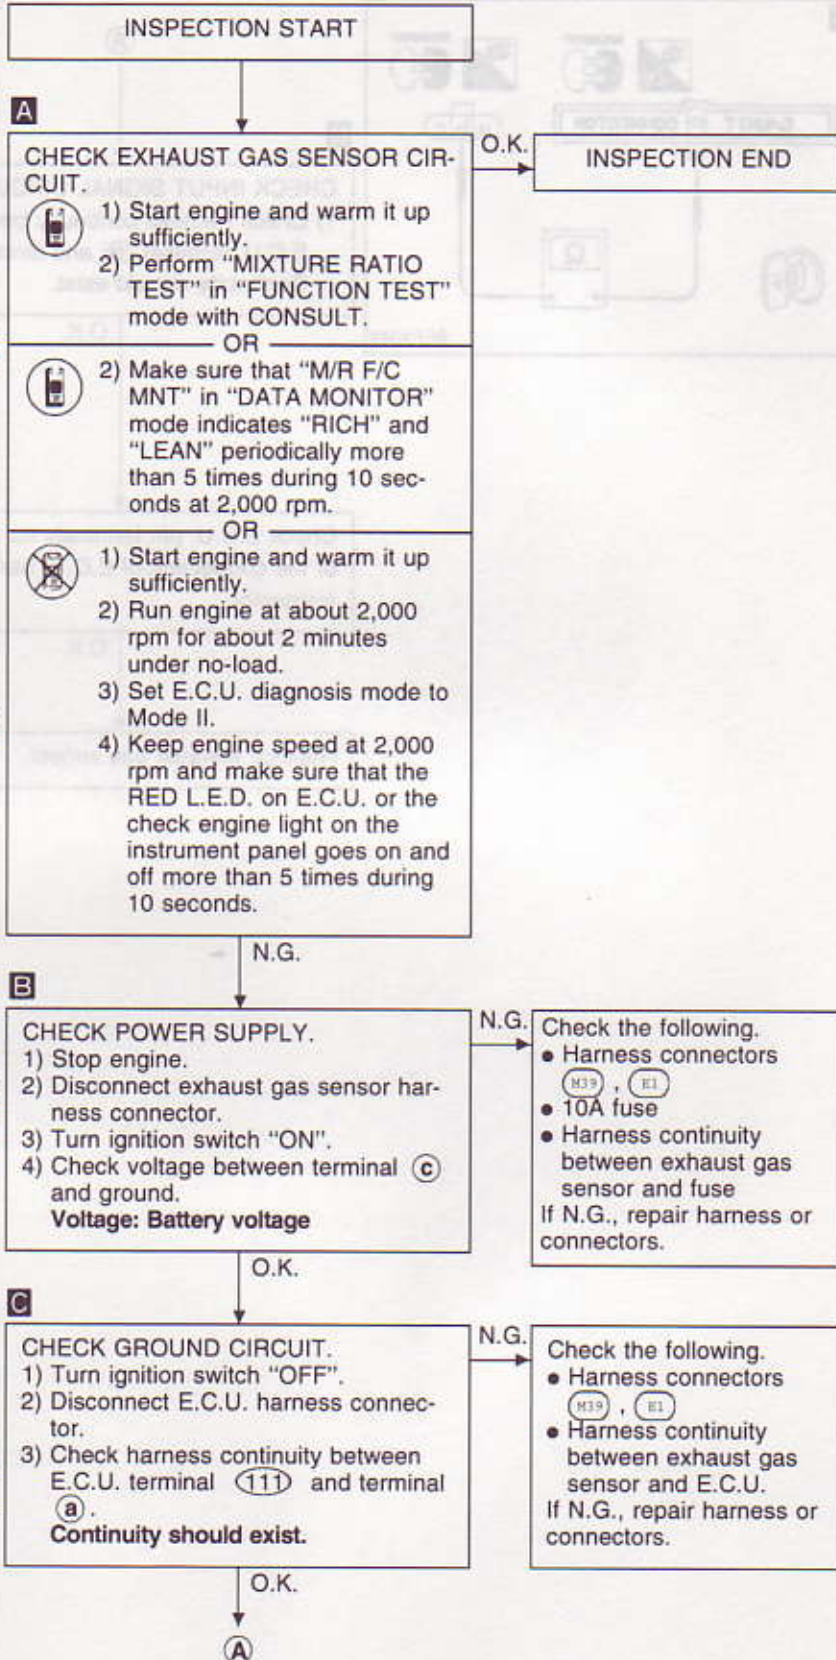 INSPECTION START
A
CHECK EXHAUST GAS SENSOR CIR-
CUIT.
1) Start engine and warm it up
sufficiently.
2) Perform "MIXTURE RATIO
TEST" in "FUNCTION TEST"
mode with CONSULT.
OR
2) Make sure that "M/R F/C
MNT" in "DATA MONITOR"
mode indicates "RICH" and
"LEAN" periodically more
than 5 times during 10 sec-
onds at 2,000 rpm.
OR
1) Start engine and warm it up
sufficiently.
2) Run engine at about 2,000
rpm for about 2 minutes
under no-load.
3) Set E.C.U. diagnosis mode to
Mode II.
4) Keep engine speed at 2,000
rpm and make sure that the
RED L.E.D. on E.C.U. or the
check engine light on the
instrument panel goes on and
off more than 5 times during
10 seconds.
O.K.
INSPECTION END
N.G.
B
CHECK POWER SUPPLY.
1) Stop engine.
2) Disconnect exhaust gas sensor har-
ness connector.
3) Turn ignition switch "ON".
4) Check voltage between terminal c
and ground.
Voltage: Battery voltage
N.G.
Check the following.
● Harness connectors
M39 , E1
● 10A fuse
● Harness continuity
between exhaust gas
sensor and fuse
If N.G., repair harness or
connectors.
O.K.
C
CHECK GROUND CIRCUIT.
1) Turn ignition switch "OFF".
2) Disconnect E.C.U. harness connec-
tor.
3) Check harness continuity between
E.C.U. terminal 111 and terminal
a .
Continuity should exist.
N.G.
Check the following.
● Harness connectors
M39 , E1
● Harness continuity
between exhaust gas
sensor and E.C.U.
If N.G., repair harness or
connectors.
O.K.
A